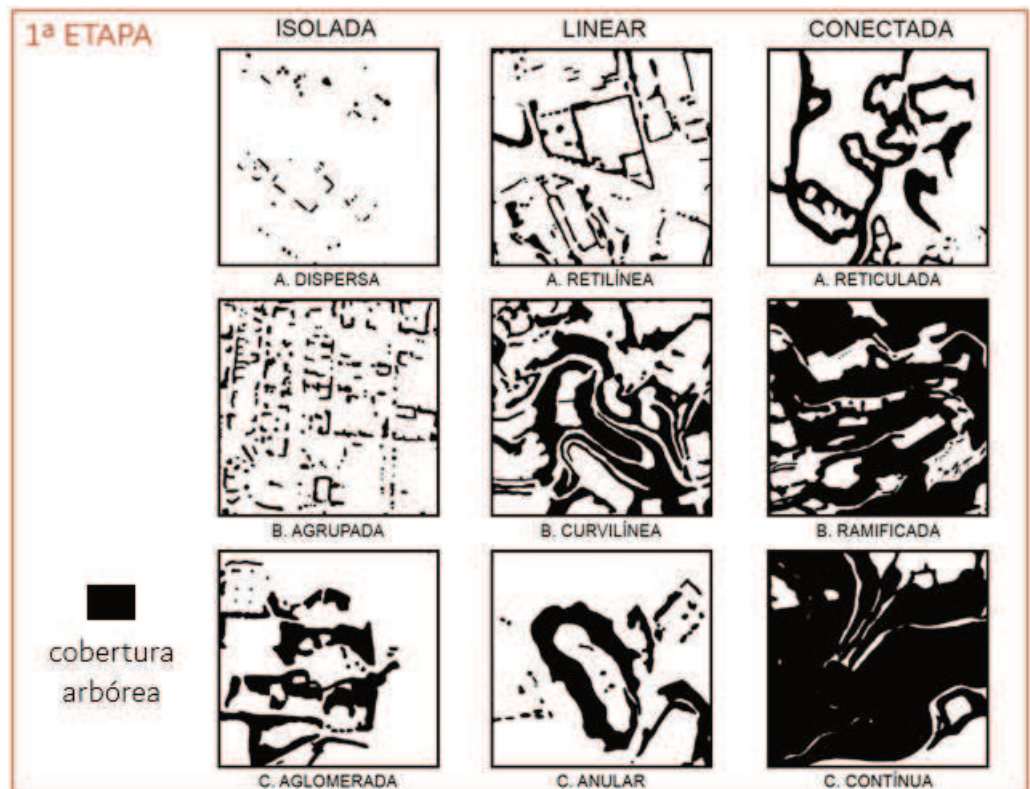 1ª ETAPA
ISOLADA
LINEAR
CONECTADA
A. DISPERSA
A. RETILÍNEA
A. RETICULADA
B. AGRUPADA
B. CURVILÍNEA
B. RAMIFICADA
cobertura
arbórea
C. AGLOMERADA
C. ANULAR
C. CONTÍNUA